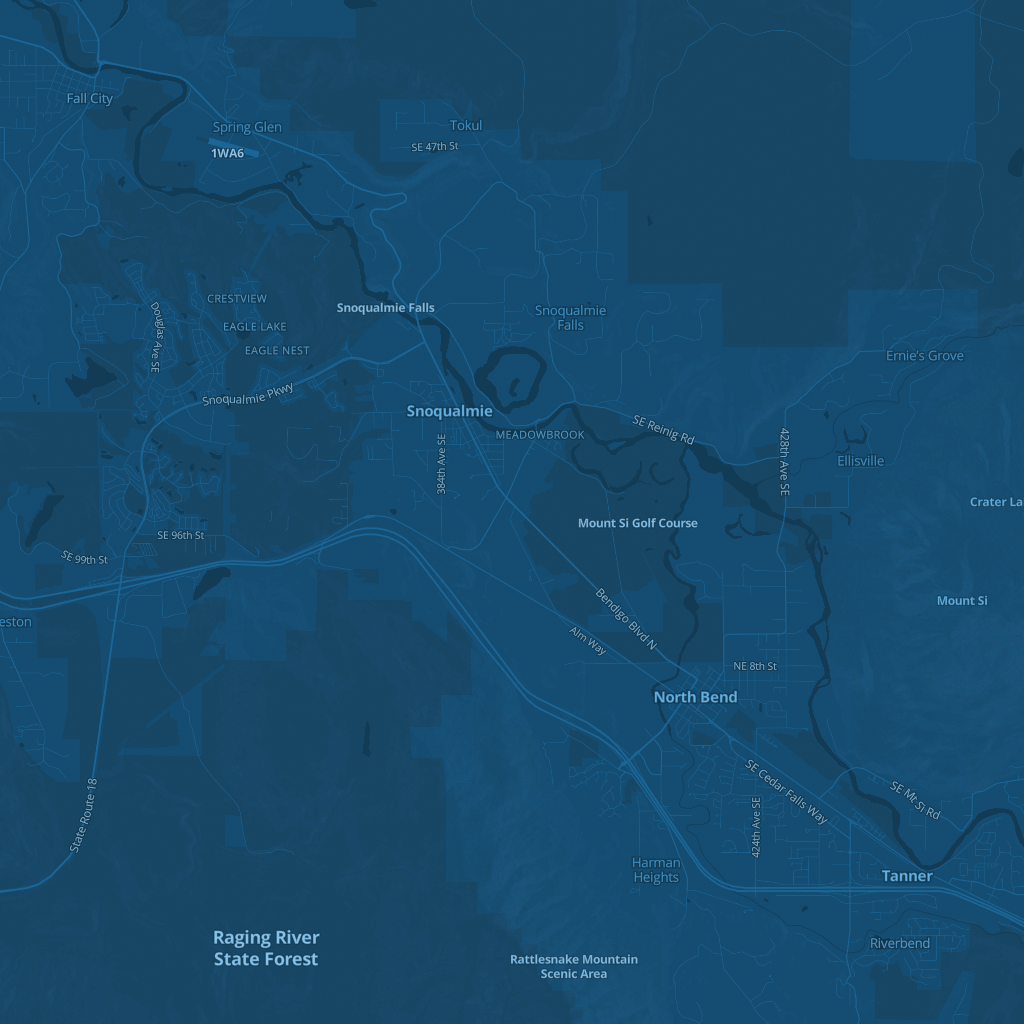 Fall City
Spring Glen
1WA6
Tokul
SE 47th St
CRESTVIEW
Snoqualmie Falls
Snoqualmie
Falls
Douglas Ave SE
EAGLE LAKE
EAGLE NEST
Ernie's Grove
Snoqualmie Pkwy
Snoqualmie
MEADOWBROOK
SE Reinig Rd
384th Ave SE
428th Ave SE
Ellisville
Crater La
Mount Si Golf Course
SE 96th St
SE 99th St
Mount Si
eston
Bendigo Blvd N
Alm Way
NE 8th St
North Bend
State Route 18
SE Cedar Falls Way
SE Mt Si Rd
424th Ave SE
Harman
Heights
Tanner
Raging River
State Forest
Riverbend
Rattlesnake Mountain
Scenic Area